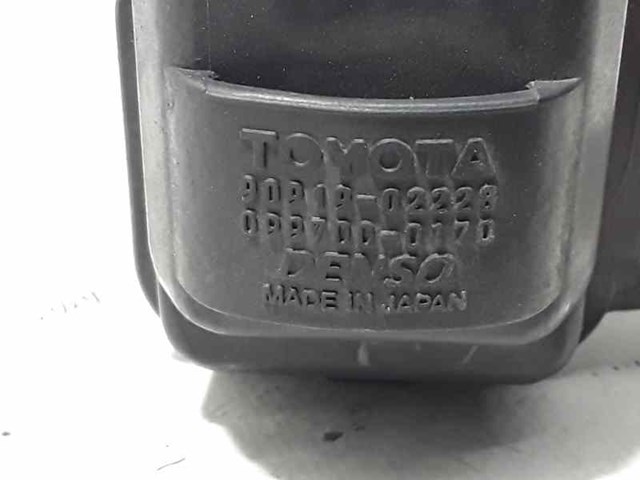 TOYOTA
90919-02228
099700-0170
DENSO
MADE IN JAPAN